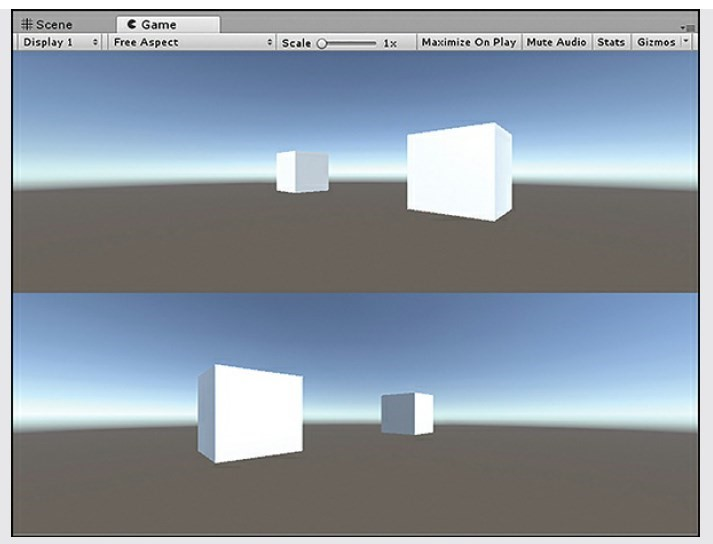 Scene Game
Display 1 Free Aspect Scale 1x Maximize On Play Mute Audio Stats Gizmos